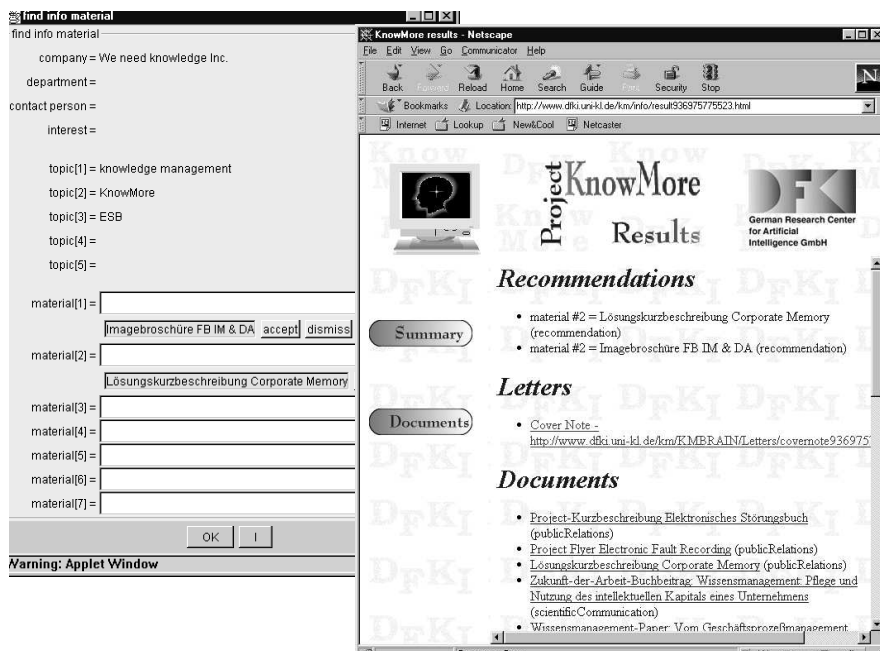 find info material
find info material
company = We need knowledge Inc.
department =
contact person =
interest =
topic[1] = knowledge management
topic[2] = KnowMore
topic[3] = ESB
topic[4] =
topic[5] =
material[1] =
Imagebroschüre FB IM & DA accept dismiss
material[2] =
Lösungskurzbeschreibung Corporate Memory
material[3] =
material[4] =
material[5] =
material[6] =
material[7] =
OK I
Warning: Applet Window
KnowMore results - Netscape
File Edit View Go Communicator Help
Back Forward Reload Home Search Guide Print Security Stop
N
Bookmarks Location: http://www.dfki.uni-kl.de/km/info/result936975775523.html
Internet Lookup New&Cool Netcaster
Project KnowMore
Results
DFK
German Research Center
for Artificial
Intelligence GmbH
Summary
Documents
Recommendations
• material #2 = Lösungskurzbeschreibung Corporate Memory
(recommendation)
• material #2 = Imagebroschüre FB IM & DA (recommendation)
Letters
• Cover Note -
http://www.dfki.uni-kl.de/km/KMBRAIN/Letters/covernote9369757
Documents
• Project-Kurzbeschreibung Elektronisches Störungsbuch
(publicRelations)
• Project Flyer Electronic Fault Recording (publicRelations)
• Lösungskurzbeschreibung Corporate Memory (publicRelations)
• Zukunft-der-Arbeit-Buchbeitrag: Wissensmanagement: Pflege und
Nutzung des intellektuellen Kapitals eines Unternehmens
(scientificCommunication)
• Wissensmanagement-Paper: Vom Geschäftsprozeßmanagement